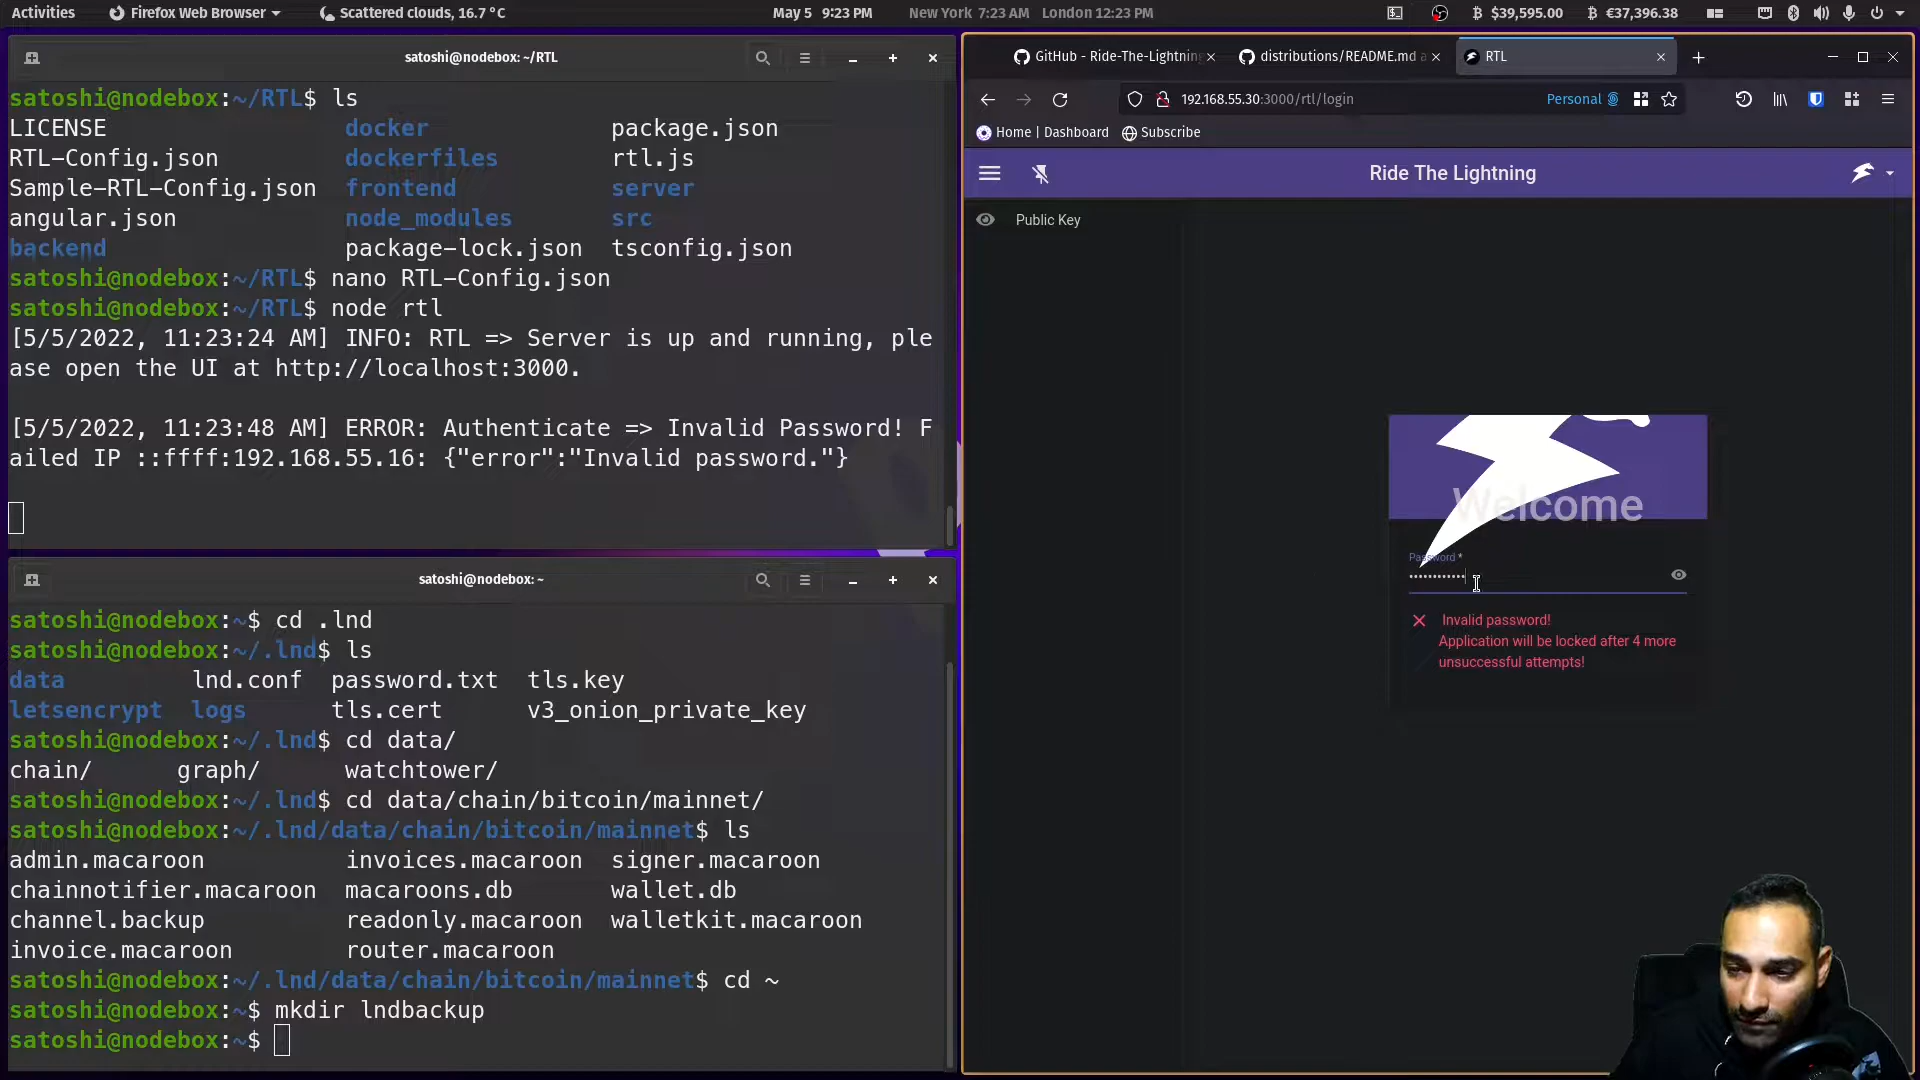 Activities Firefox Web Browser Scattered clouds, 16.7 °C May 5 9:23 PM New York 7:23 AM London 12:23 PM ₿ $39,595.00 ₿ €37,396.38
satoshi@nodebox: ~/RTL
satoshi@nodebox:~/RTL$ ls
LICENSE docker package.json
RTL-Config.json dockerfiles rtl.js
Sample-RTL-Config.json frontend server
angular.json node_modules src
backend package-lock.json tsconfig.json
satoshi@nodebox:~/RTL$ nano RTL-Config.json
satoshi@nodebox:~/RTL$ node rtl
[5/5/2022, 11:23:24 AM] INFO: RTL => Server is up and running, ple
ase open the UI at http://localhost:3000.
[5/5/2022, 11:23:48 AM] ERROR: Authenticate => Invalid Password! F
ailed IP ::ffff:192.168.55.16: {"error":"Invalid password."}
satoshi@nodebox: ~
satoshi@nodebox:~$ cd .lnd
satoshi@nodebox:~/.lnd$ ls
data lnd.conf password.txt tls.key
letsencrypt logs tls.cert v3_onion_private_key
satoshi@nodebox:~/.lnd$ cd data/
chain/ graph/ watchtower/
satoshi@nodebox:~/.lnd$ cd data/chain/bitcoin/mainnet/
satoshi@nodebox:~/.lnd/data/chain/bitcoin/mainnet$ ls
admin.macaroon invoices.macaroon signer.macaroon
chainnotifier.macaroon macaroons.db wallet.db
channel.backup readonly.macaroon walletkit.macaroon
invoice.macaroon router.macaroon
satoshi@nodebox:~/.lnd/data/chain/bitcoin/mainnet$ cd ~
satoshi@nodebox:~$ mkdir lndbackup
satoshi@nodebox:~$
GitHub - Ride-The-Lightning distributions/README.md a RTL
192.168.55.30:3000/rtl/login Personal
Home | Dashboard Subscribe
Ride The Lightning
Public Key
Welcome
Password *
••••••••••••
Invalid password!
Application will be locked after 4 more
unsuccessful attempts!